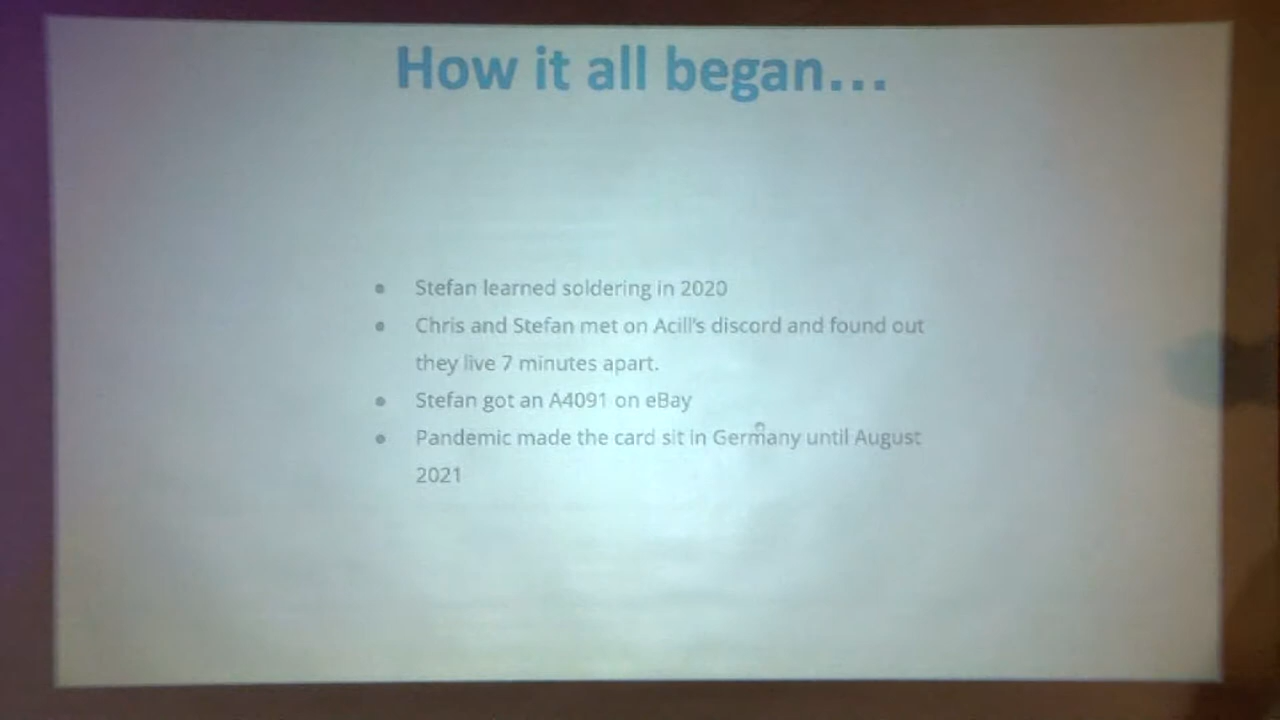 How it all began...
• Stefan learned soldering in 2020
• Chris and Stefan met on Acill's discord and found out
they live 7 minutes apart.
• Stefan got an A4091 on eBay
• Pandemic made the card sit in Germany until August
2021